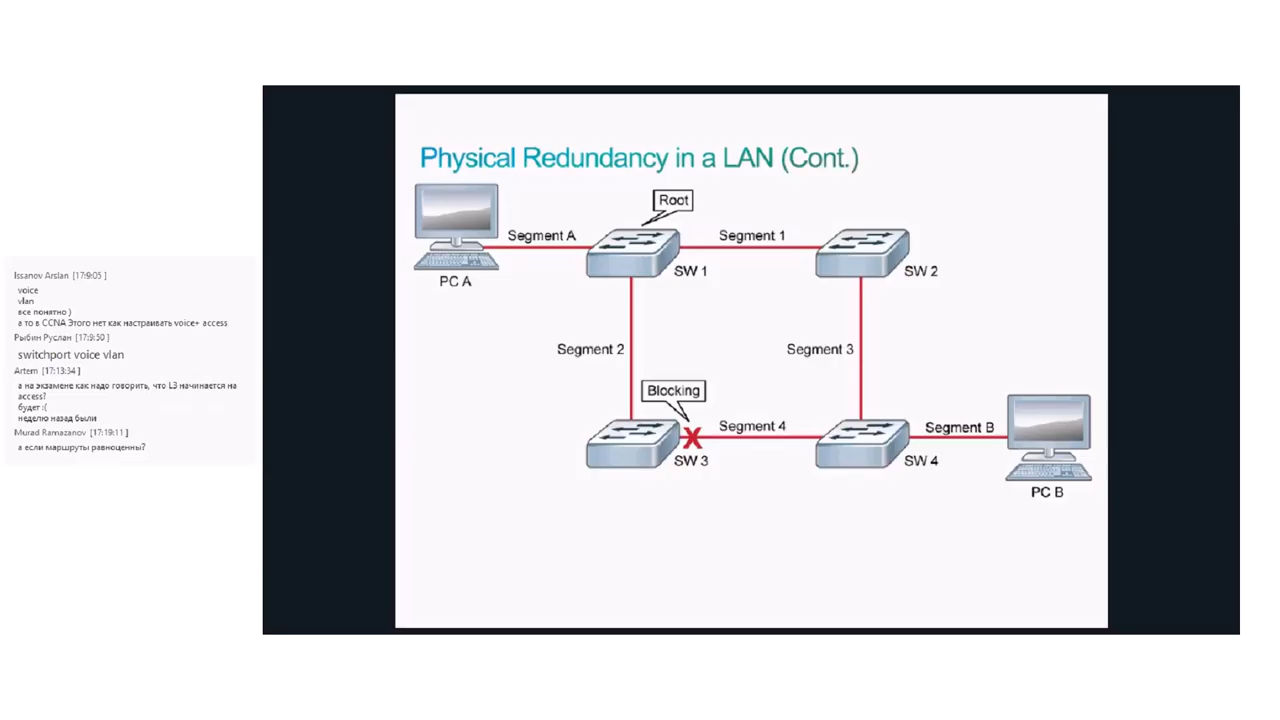 Issanov Arslan [17:9:05 ]
voice
vlan
все понятно )
а то в CCNA Этого нет как настраивать voice+ access
Рыбин Руслан [17:9:50 ]
switchport voice vlan
Artem [17:13:34 ]
а на экзамене как надо говорить, что L3 начинается на
access?
будет :(
неделю назад были
Murad Ramazanov [17:19:11 ]
а если маршруты равноценны?
Physical Redundancy in a LAN (Cont.)
Root
Segment A
Segment 1
PC A
SW 1
SW 2
Segment 2
Segment 3
Blocking
Segment 4
Segment B
X
SW 3
SW 4
PC B